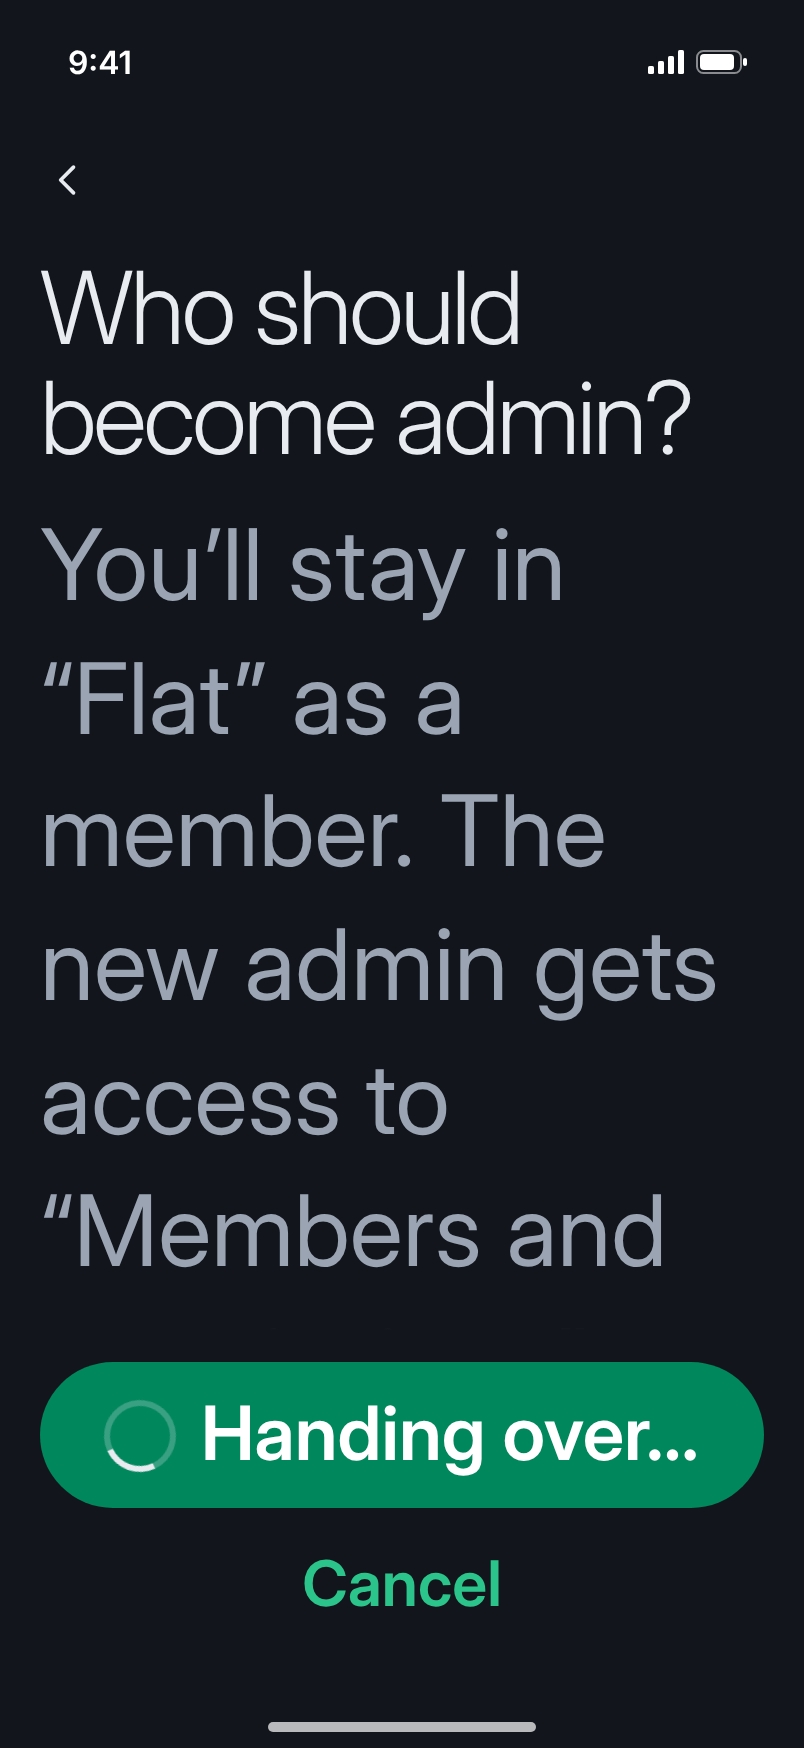 9:41
Who should
become admin?
You’ll stay in
“Flat” as a
member. The
new admin gets
access to
“Members and
Handing over…
Cancel